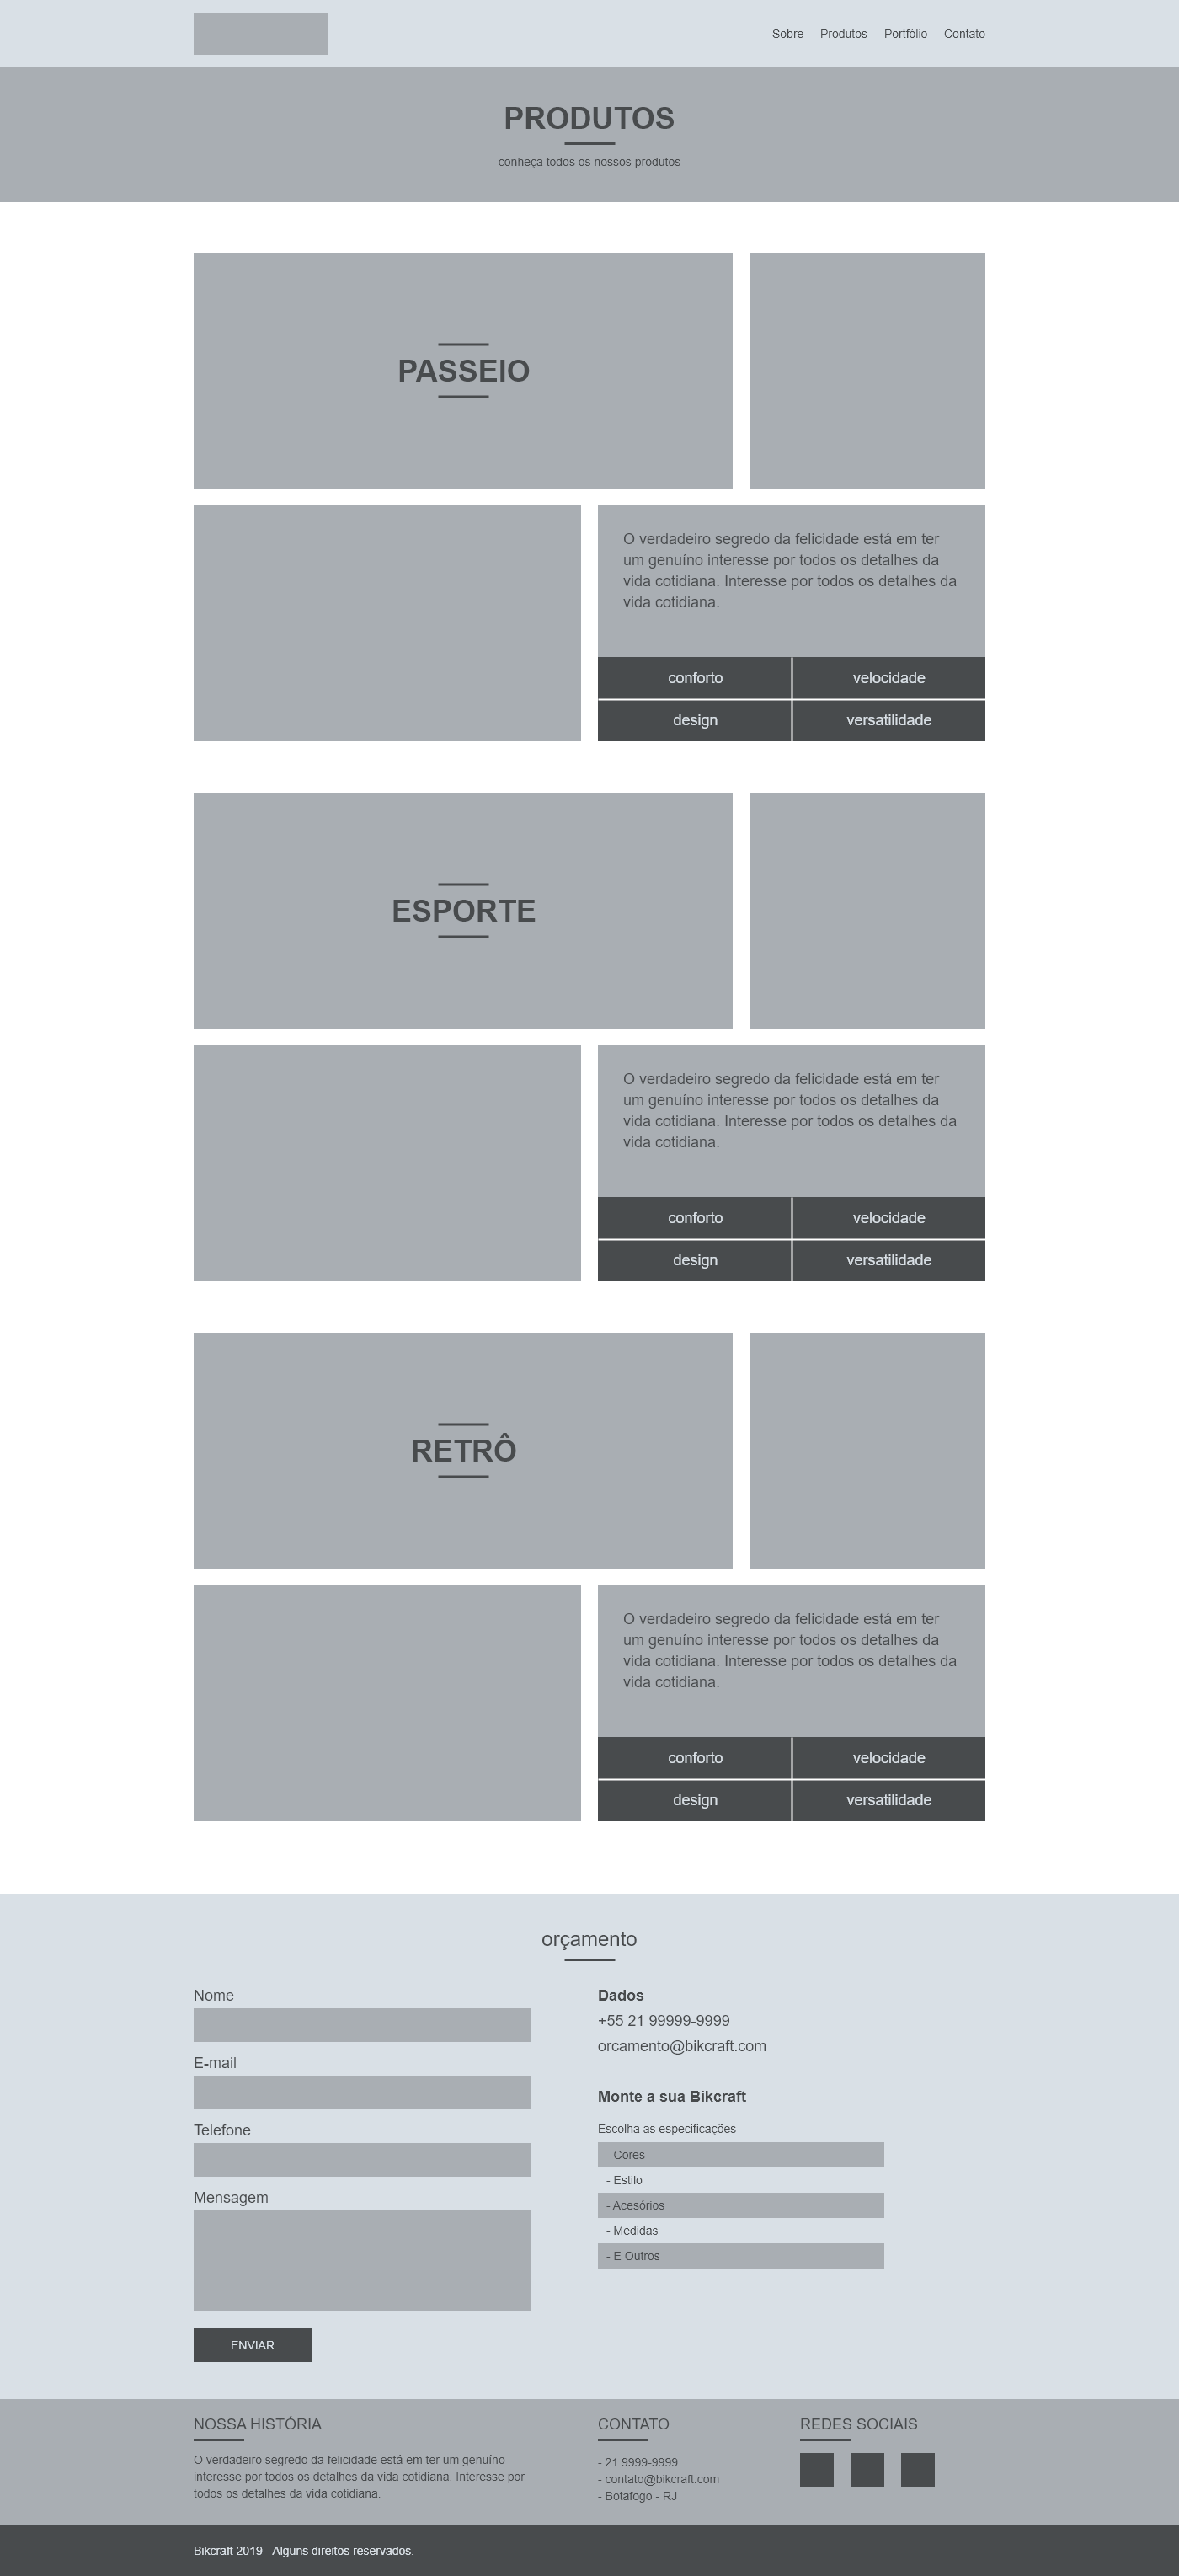 Sobre Produtos Portfólio Contato
PRODUTOS
conheça todos os nossos produtos
PASSEIO
O verdadeiro segredo da felicidade está em ter
um genuíno interesse por todos os detalhes da
vida cotidiana. Interesse por todos os detalhes da
vida cotidiana.
conforto velocidade
design versatilidade
ESPORTE
O verdadeiro segredo da felicidade está em ter
um genuíno interesse por todos os detalhes da
vida cotidiana. Interesse por todos os detalhes da
vida cotidiana.
conforto velocidade
design versatilidade
RETRÔ
O verdadeiro segredo da felicidade está em ter
um genuíno interesse por todos os detalhes da
vida cotidiana. Interesse por todos os detalhes da
vida cotidiana.
conforto velocidade
design versatilidade
orçamento
Nome
E-mail
Telefone
Mensagem
ENVIAR
Dados
+55 21 99999-9999
orcamento@bikcraft.com
Monte a sua Bikcraft
Escolha as especificações
- Cores
- Estilo
- Acesórios
- Medidas
- E Outros
NOSSA HISTÓRIA
O verdadeiro segredo da felicidade está em ter um genuíno
interesse por todos os detalhes da vida cotidiana. Interesse por
todos os detalhes da vida cotidiana.
CONTATO
- 21 9999-9999
- contato@bikcraft.com
- Botafogo - RJ
REDES SOCIAIS
Bikcraft 2019 - Alguns direitos reservados.